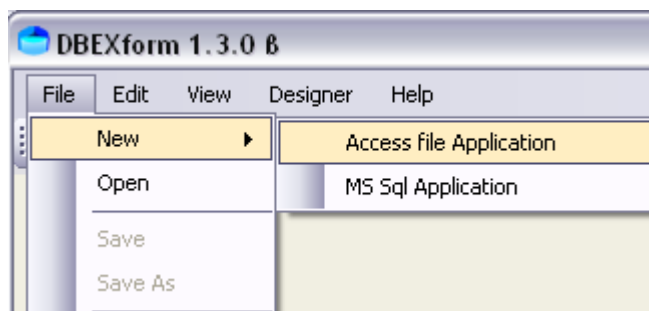 DBEXform 1.3.0 ß
File Edit View Designer Help
New Access file Application
Open MS Sql Application
Save
Save As